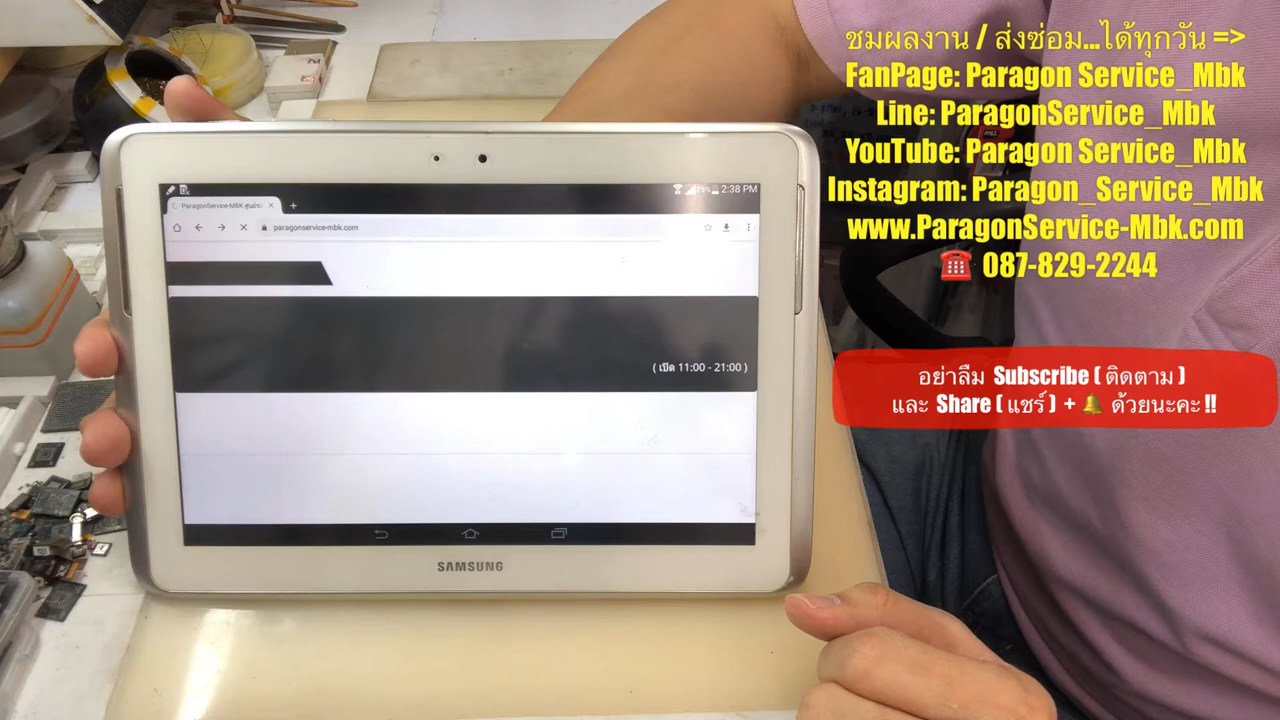 ชมผลงาน / ส่งซ่อม...ได้ทุกวัน =>
FanPage: Paragon Service_Mbk
Line: ParagonService_Mbk
YouTube: Paragon Service_Mbk
Instagram: Paragon_Service_Mbk
www.ParagonService-Mbk.com
☎ 087-829-2244
อย่าลืม Subscribe ( ติดตาม )
และ Share ( แชร์ ) + 🔔 ด้วยนะคะ !!
2:38 PM
ParagonService-MBK
paragonservice-mbk.com
( เปิด 11:00 - 21:00 )
SAMSUNG